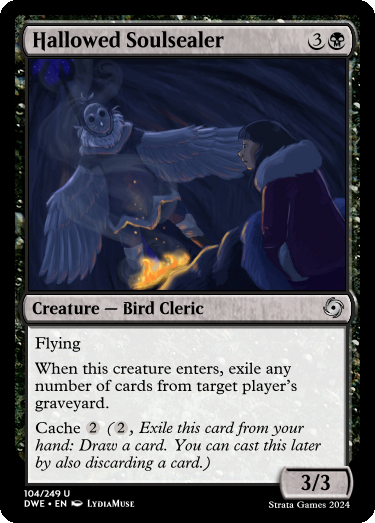 Hallowed Soulsealer 3
Creature — Bird Cleric
Flying
When this creature enters, exile any
number of cards from target player's
graveyard.
Cache 2 (2, Exile this card from your
hand: Draw a card. You can cast this later
by also discarding a card.)
3/3
104/249 U
DWE • EN LydiaMuse
Strata Games 2024